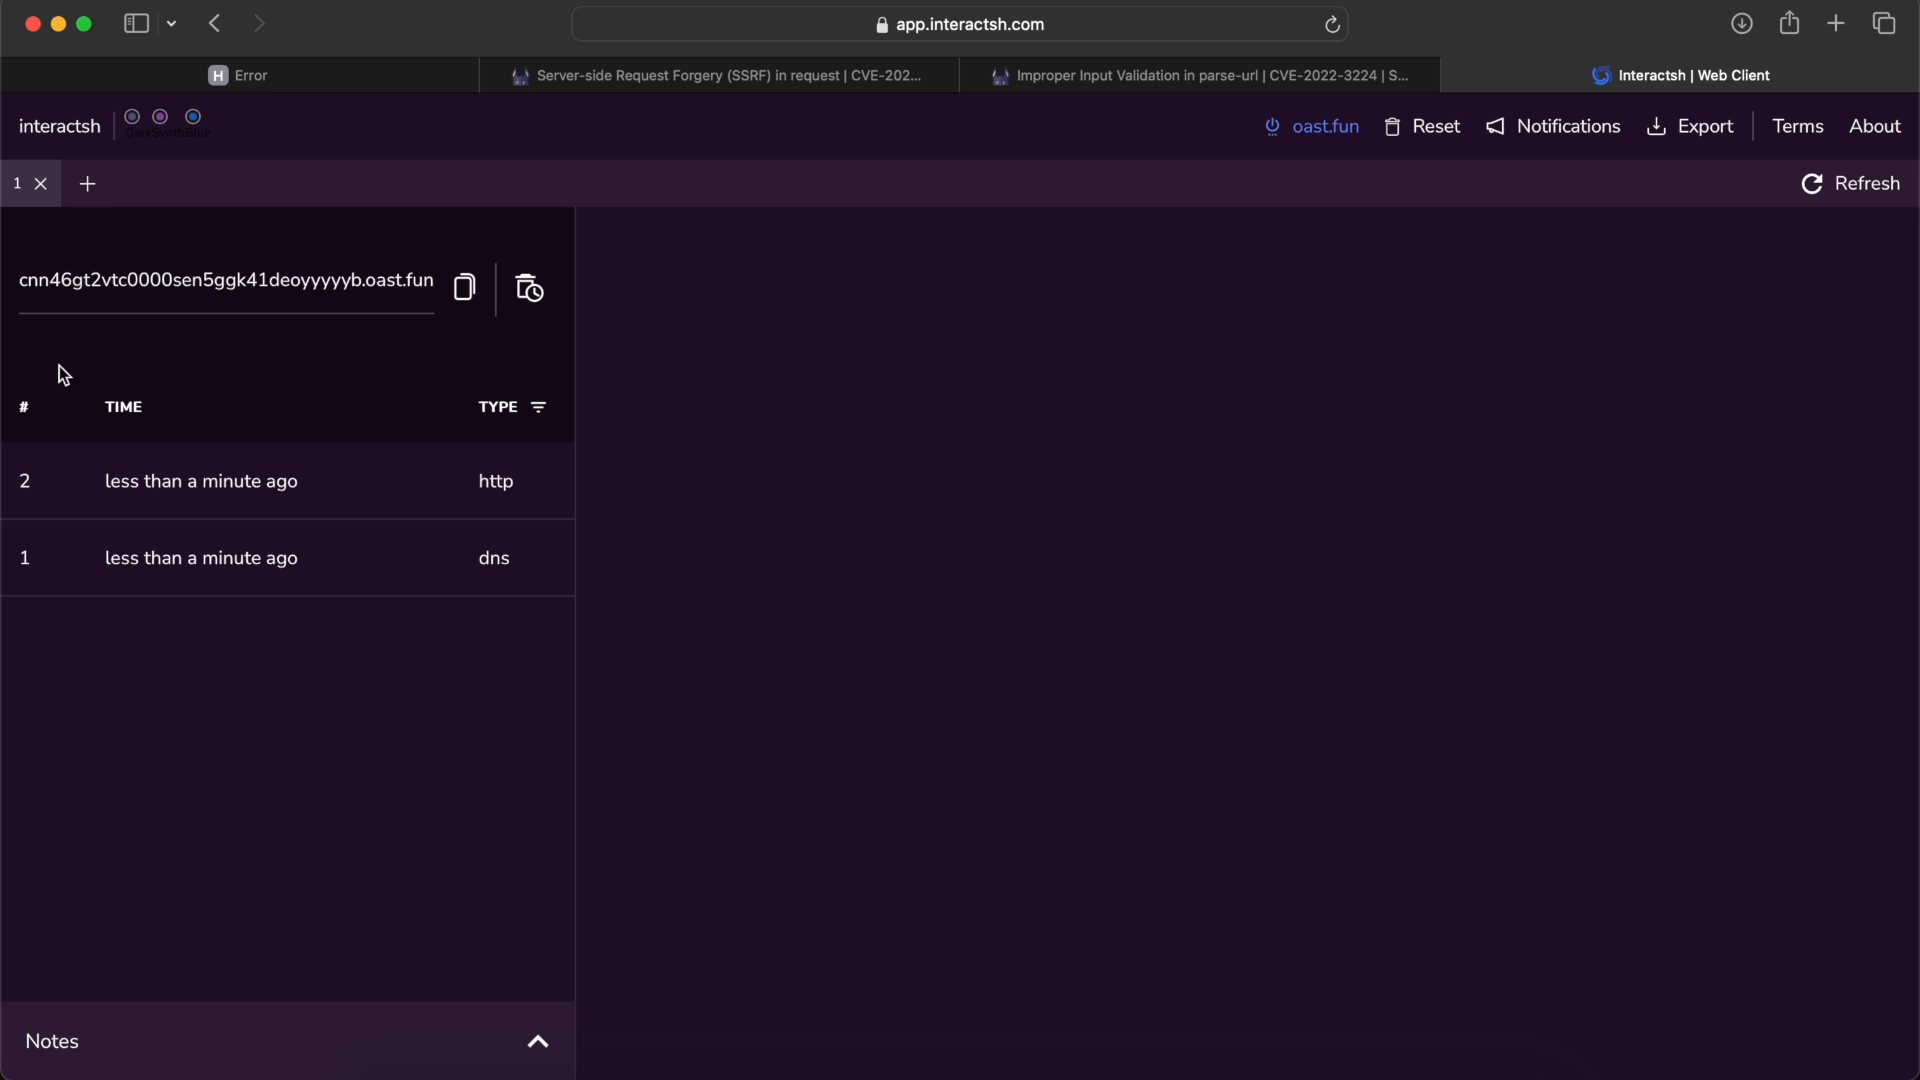 app.interactsh.com
H Error
Server-side Request Forgery (SSRF) in request | CVE-202...
Improper Input Validation in parse-url | CVE-2022-3224 | S...
Interactsh | Web Client
interactsh
DarkSynthBlue
oast.fun
Reset
Notifications
Export
Terms
About
1
Refresh
cnn46gt2vtc0000sen5ggk41deoyyyyyb.oast.fun
# TIME TYPE
2 less than a minute ago http
1 less than a minute ago dns
Notes